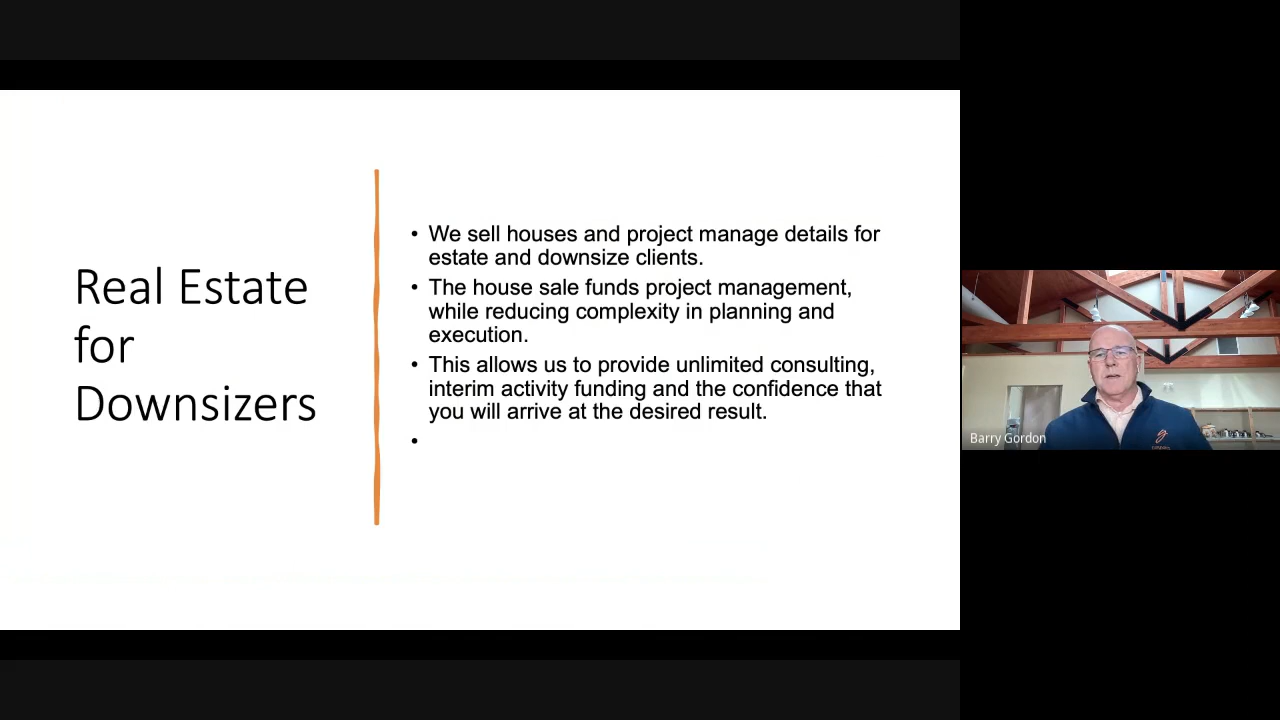 Real Estate
for
Downsizers
• We sell houses and project manage details for
estate and downsize clients.
• The house sale funds project management,
while reducing complexity in planning and
execution.
• This allows us to provide unlimited consulting,
interim activity funding and the confidence that
you will arrive at the desired result.
•
Barry Gordon